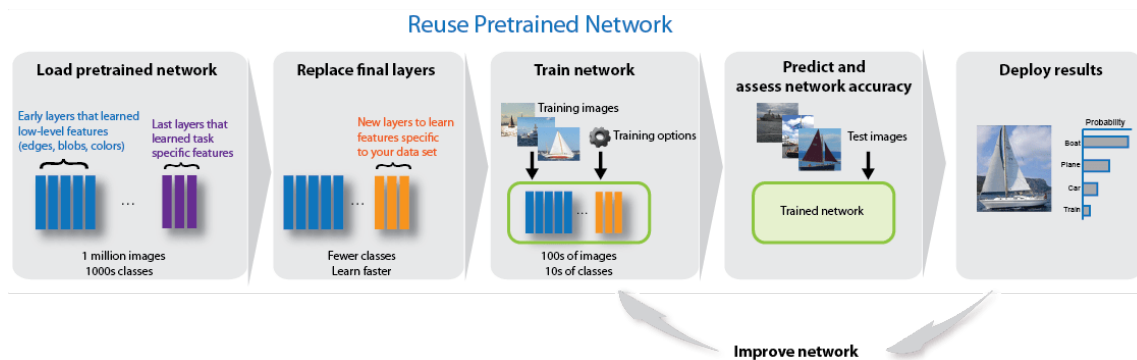 Reuse Pretrained Network
Load pretrained network
Early layers that learned
low-level features
(edges, blobs, colors)
Last layers that
learned task
specific features
...
1 million images
1000s classes
Replace final layers
New layers to learn
features specific
to your data set
...
Fewer classes
Learn faster
Train network
Training images
Training options
...
100s of images
10s of classes
Predict and
assess network accuracy
Test images
Trained network
Deploy results
Probability
Boat
Plane
Car
Train
Improve network